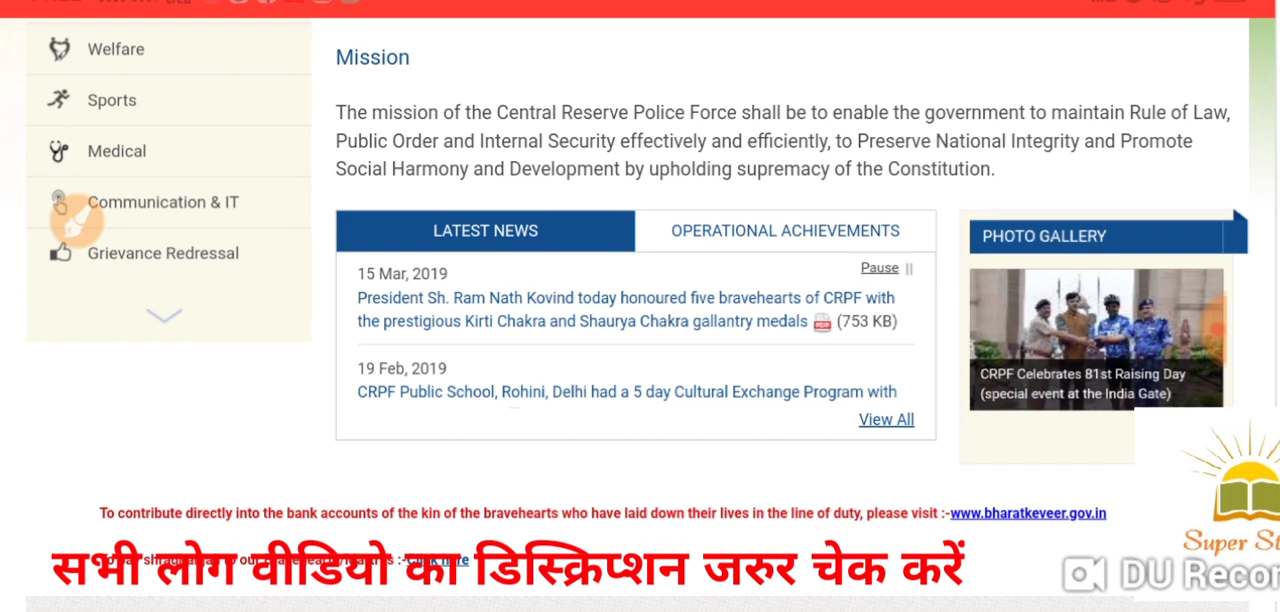 Welfare
Sports
Medical
Communication & IT
Grievance Redressal
Mission
The mission of the Central Reserve Police Force shall be to enable the government to maintain Rule of Law,
Public Order and Internal Security effectively and efficiently, to Preserve National Integrity and Promote
Social Harmony and Development by upholding supremacy of the Constitution.
LATEST NEWS
OPERATIONAL ACHIEVEMENTS
15 Mar, 2019
Pause
President Sh. Ram Nath Kovind today honoured five bravehearts of CRPF with
the prestigious Kirti Chakra and Shaurya Chakra gallantry medals (753 KB)
19 Feb, 2019
CRPF Public School, Rohini, Delhi had a 5 day Cultural Exchange Program with
View All
PHOTO GALLERY
CRPF Celebrates 81st Raising Day
(special event at the India Gate)
To contribute directly into the bank accounts of the kin of the bravehearts who have laid down their lives in the line of duty, please visit :-www.bharatkeveer.gov.in
सभी लोग वीडियो का डिस्क्रिप्शन जरुर चेक करें
Super St
DU Recor